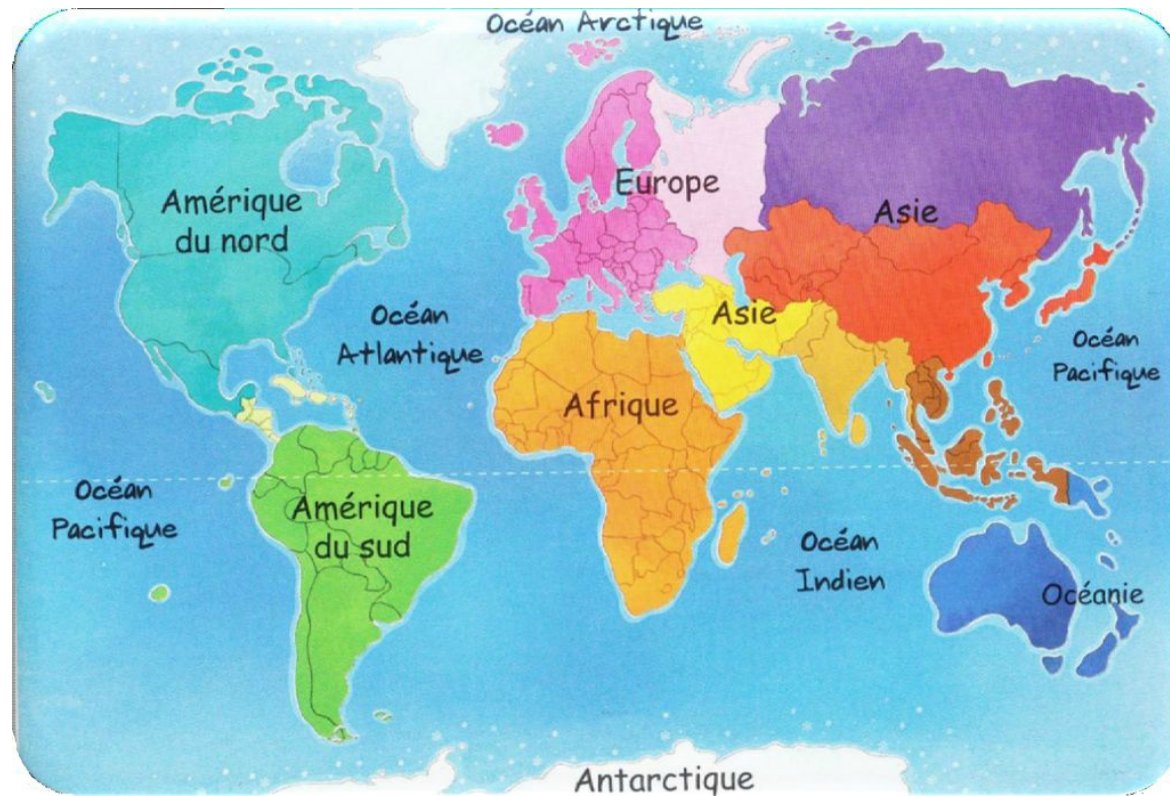 Océan Arctique
Amérique
du nord
Europe
Asie
Océan
Atlantique
Asie
Océan
Pacifique
Afrique
Océan
Pacifique
Amérique
du sud
Océan
Indien
Océanie
Antarctique